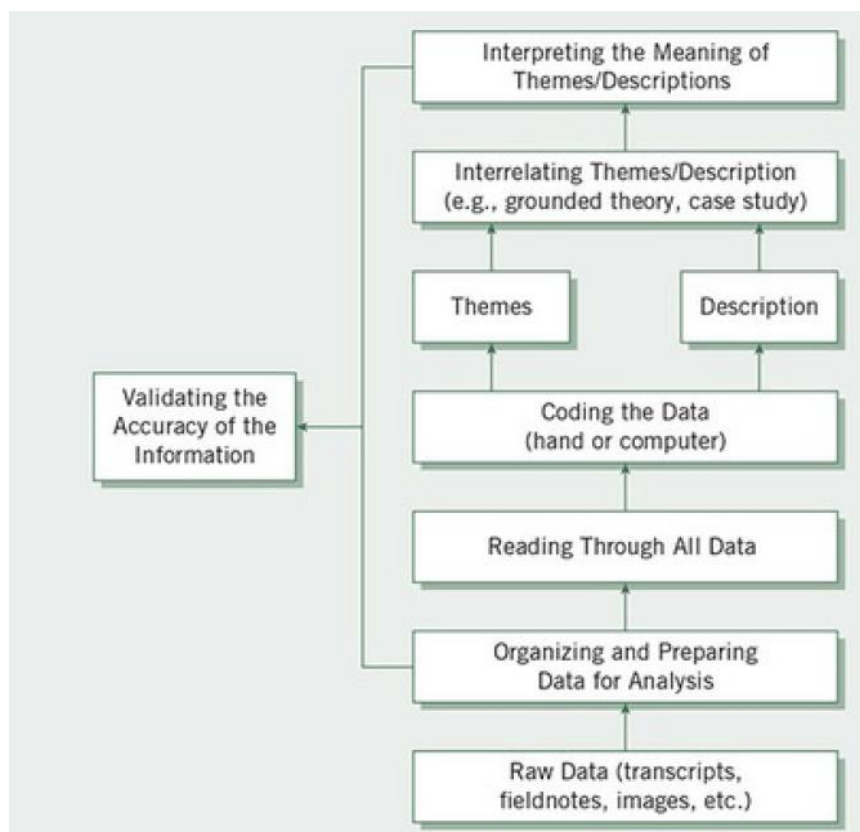 Interpreting the Meaning of
Themes/Descriptions
Interrelating Themes/Description
(e.g., grounded theory, case study)
Themes
Description
Validating the
Accuracy of the
Information
Coding the Data
(hand or computer)
Reading Through All Data
Organizing and Preparing
Data for Analysis
Raw Data (transcripts,
fieldnotes, images, etc.)